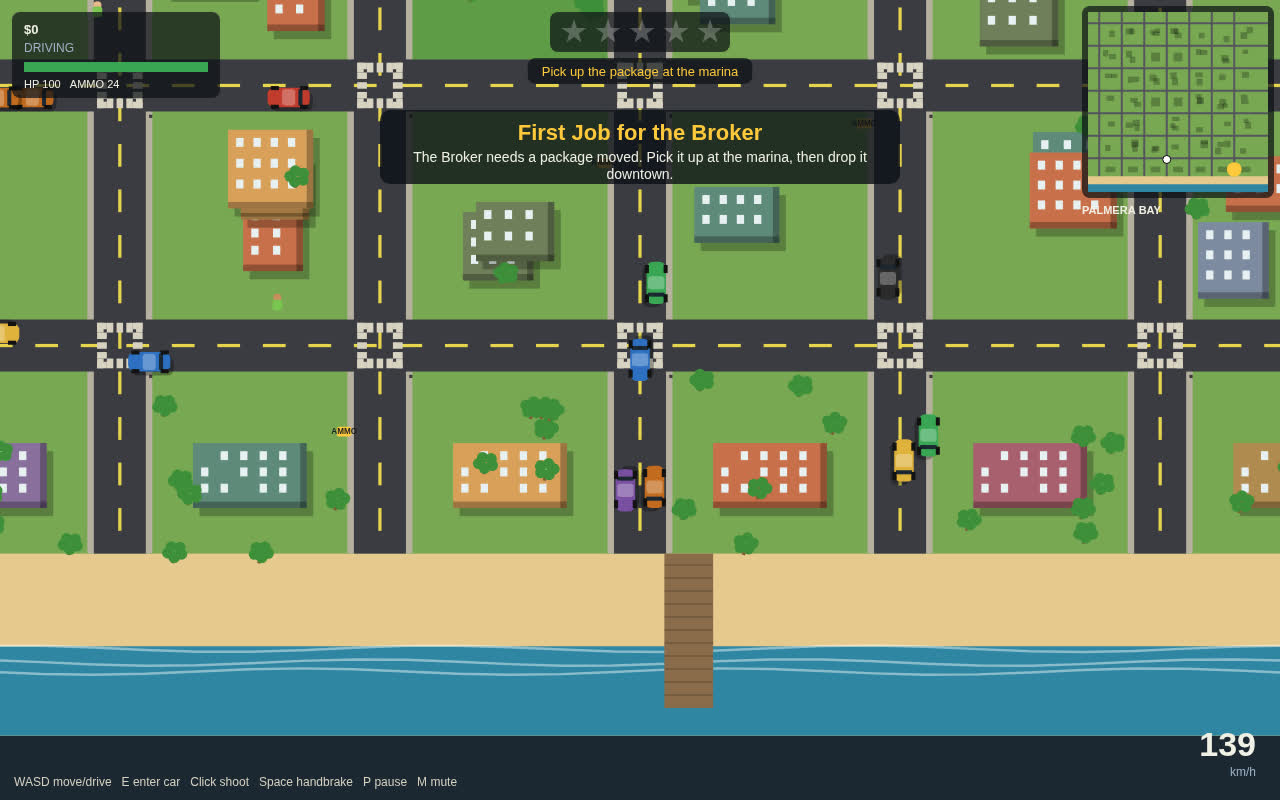 $0
DRIVING
HP 100 AMMO 24
Pick up the package at the marina
First Job for the Broker
The Broker needs a package moved. Pick it up at the marina, then drop it
downtown.
AMMO
PALMERA BAY
AMMO
139
km/h
WASD move/drive E enter car Click shoot Space handbrake P pause M mute